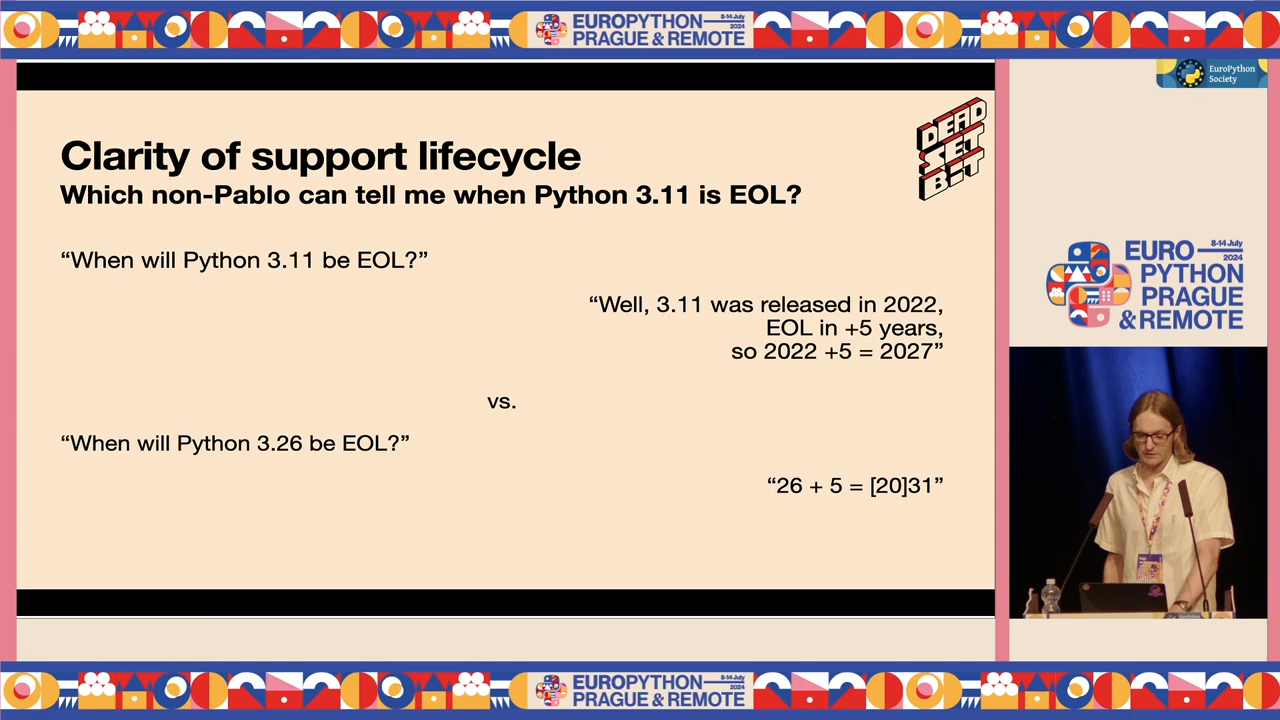 EUROPYTHON
8-14 July
2024
PRAGUE & REMOTE
EuroPython
Society
DEAD
SET
BIT
Clarity of support lifecycle
Which non-Pablo can tell me when Python 3.11 is EOL?
“When will Python 3.11 be EOL?”
“Well, 3.11 was released in 2022,
EOL in +5 years,
so 2022 +5 = 2027”
vs.
“When will Python 3.26 be EOL?”
“26 + 5 = [20]31”
EURO
8-14 July
2024
PYTHON
PRAGUE
& REMOTE
EUROPYTHON
8-14 July
2024
PRAGUE & REMOTE